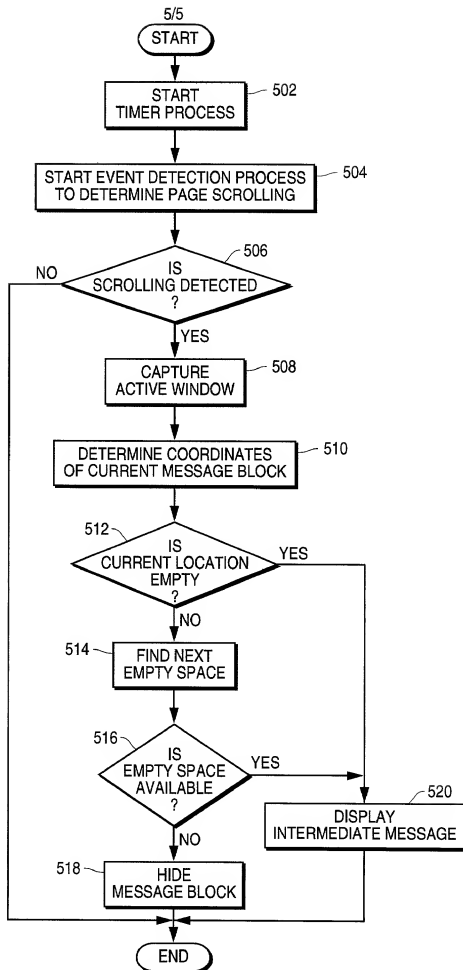 5/5
START
START
TIMER PROCESS
502
START EVENT DETECTION PROCESS
TO DETERMINE PAGE SCROLLING
504
506
IS
SCROLLING DETECTED
?
NO
YES
CAPTURE
ACTIVE WINDOW
508
DETERMINE COORDINATES
OF CURRENT MESSAGE BLOCK
510
512
IS
CURRENT LOCATION
EMPTY
?
YES
NO
514
FIND NEXT
EMPTY SPACE
516
IS
EMPTY SPACE
AVAILABLE
?
YES
NO
520
DISPLAY
INTERMEDIATE MESSAGE
518
HIDE
MESSAGE BLOCK
END